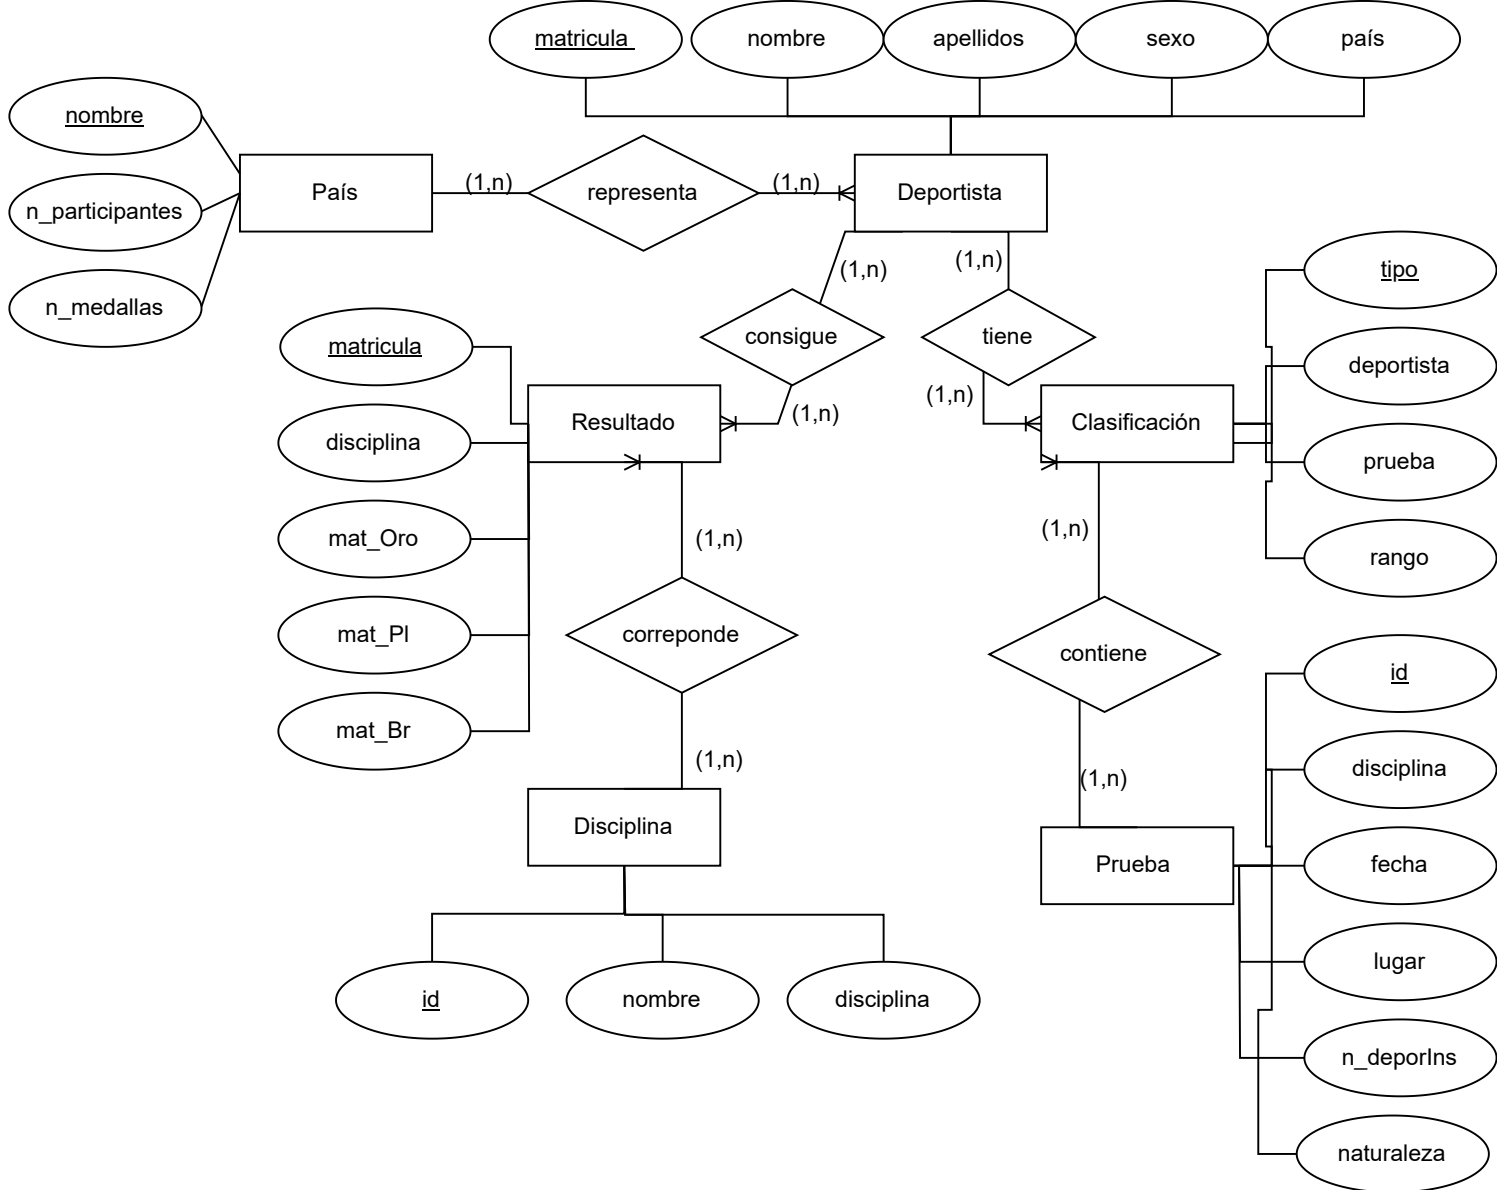 matricula
nombre
apellidos
sexo
país
nombre
n_participantes
n_medallas
País
(1,n)
representa
(1,n)
Deportista
(1,n)
(1,n)
consigue
tiene
(1,n)
(1,n)
matricula
disciplina
mat_Oro
mat_Pl
mat_Br
Resultado
Clasificación
tipo
deportista
prueba
rango
(1,n)
(1,n)
correponde
contiene
(1,n)
(1,n)
Disciplina
Prueba
id
disciplina
fecha
lugar
n_deporIns
naturaleza
id
nombre
disciplina